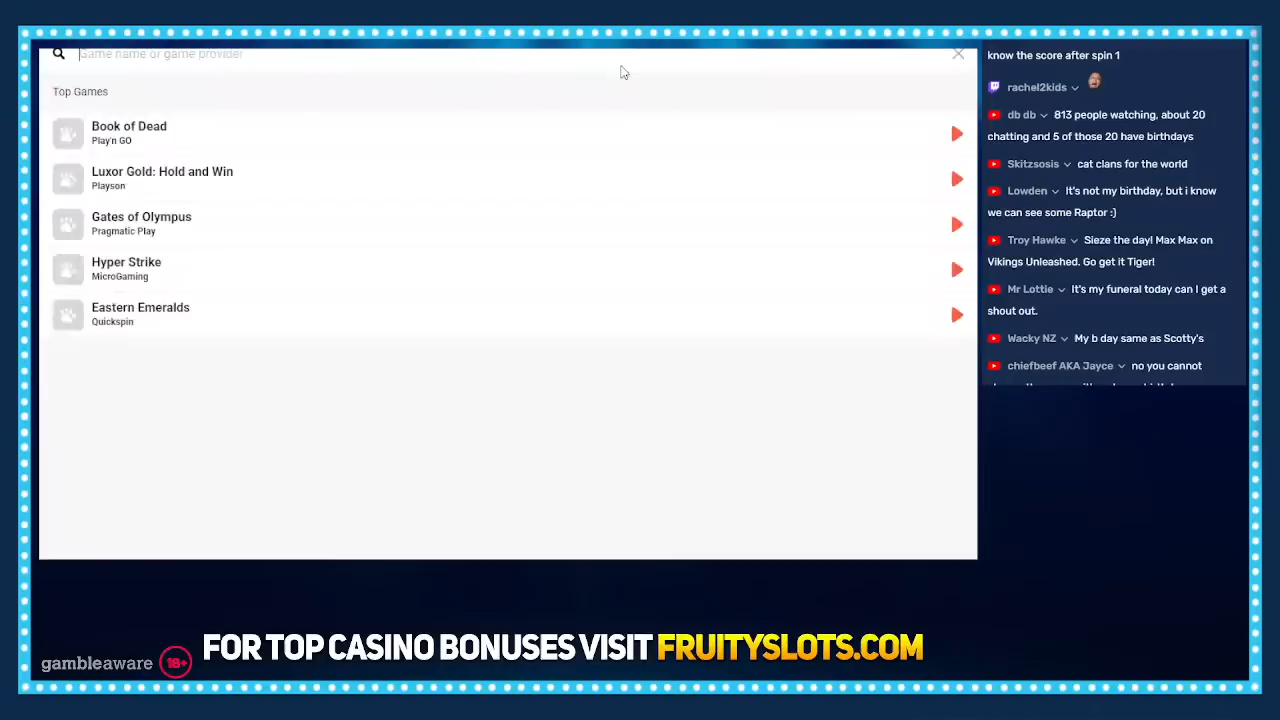 Game name or game provider
Top Games
Book of Dead
Play'n GO
Luxor Gold: Hold and Win
Playson
Gates of Olympus
Pragmatic Play
Hyper Strike
MicroGaming
Eastern Emeralds
Quickspin
know the score after spin 1
rachel2kids
db db 813 people watching, about 20
chatting and 5 of those 20 have birthdays
Skitzsosis cat clans for the world
Lowden It's not my birthday, but i know
we can see some Raptor :)
Troy Hawke Sieze the day! Max Max on
Vikings Unleashed. Go get it Tiger!
Mr Lottie It's my funeral today can I get a
shout out.
Wacky NZ My b day same as Scotty's
chiefbeef AKA Jayce no you cannot
gambleaware 18+
FOR TOP CASINO BONUSES VISIT FRUITYSLOTS.COM